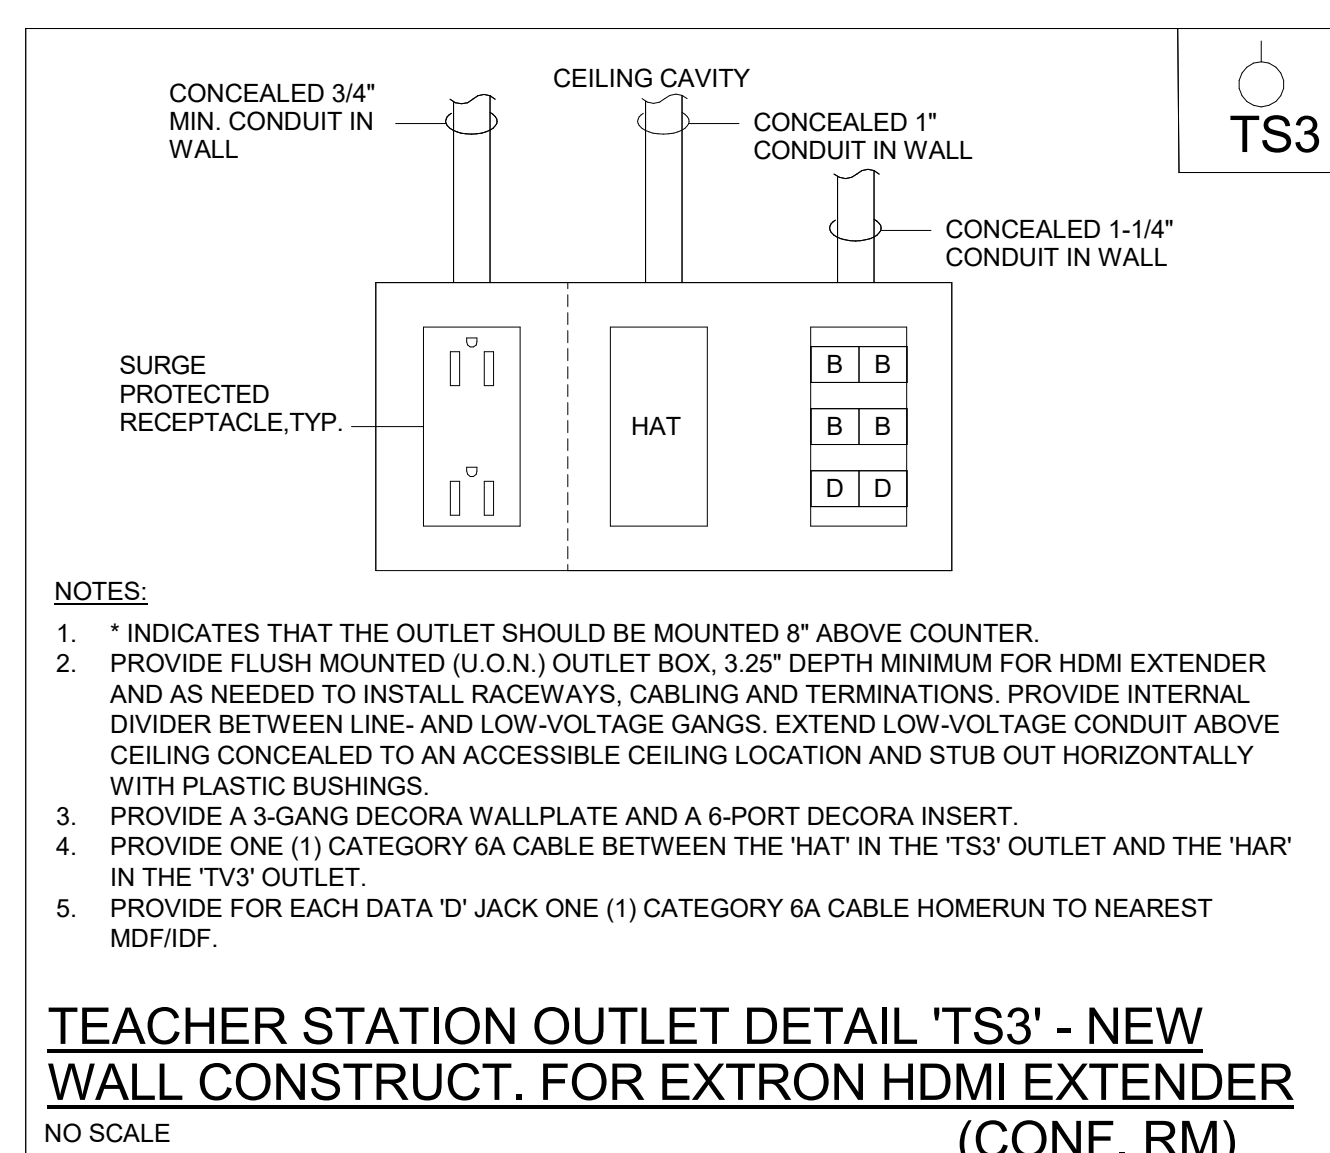 CONCEALED 3/4"
MIN. CONDUIT IN
WALL
CEILING CAVITY
CONCEALED 1"
CONDUIT IN WALL
TS3
CONCEALED 1-1/4"
CONDUIT IN WALL
SURGE
PROTECTED
RECEPTACLE,TYP.
HAT
B B
B B
D D
NOTES:
1. * INDICATES THAT THE OUTLET SHOULD BE MOUNTED 8" ABOVE COUNTER.
2. PROVIDE FLUSH MOUNTED (U.O.N.) OUTLET BOX, 3.25" DEPTH MINIMUM FOR HDMI EXTENDER
AND AS NEEDED TO INSTALL RACEWAYS, CABLING AND TERMINATIONS. PROVIDE INTERNAL
DIVIDER BETWEEN LINE- AND LOW-VOLTAGE GANGS. EXTEND LOW-VOLTAGE CONDUIT ABOVE
CEILING CONCEALED TO AN ACCESSIBLE CEILING LOCATION AND STUB OUT HORIZONTALLY
WITH PLASTIC BUSHINGS.
3. PROVIDE A 3-GANG DECORA WALLPLATE AND A 6-PORT DECORA INSERT.
4. PROVIDE ONE (1) CATEGORY 6A CABLE BETWEEN THE 'HAT' IN THE 'TS3' OUTLET AND THE 'HAR'
IN THE 'TV3' OUTLET.
5. PROVIDE FOR EACH DATA 'D' JACK ONE (1) CATEGORY 6A CABLE HOMERUN TO NEAREST
MDF/IDF.
TEACHER STATION OUTLET DETAIL 'TS3' - NEW
WALL CONSTRUCT. FOR EXTRON HDMI EXTENDER
NO SCALE
(CONF. RM)